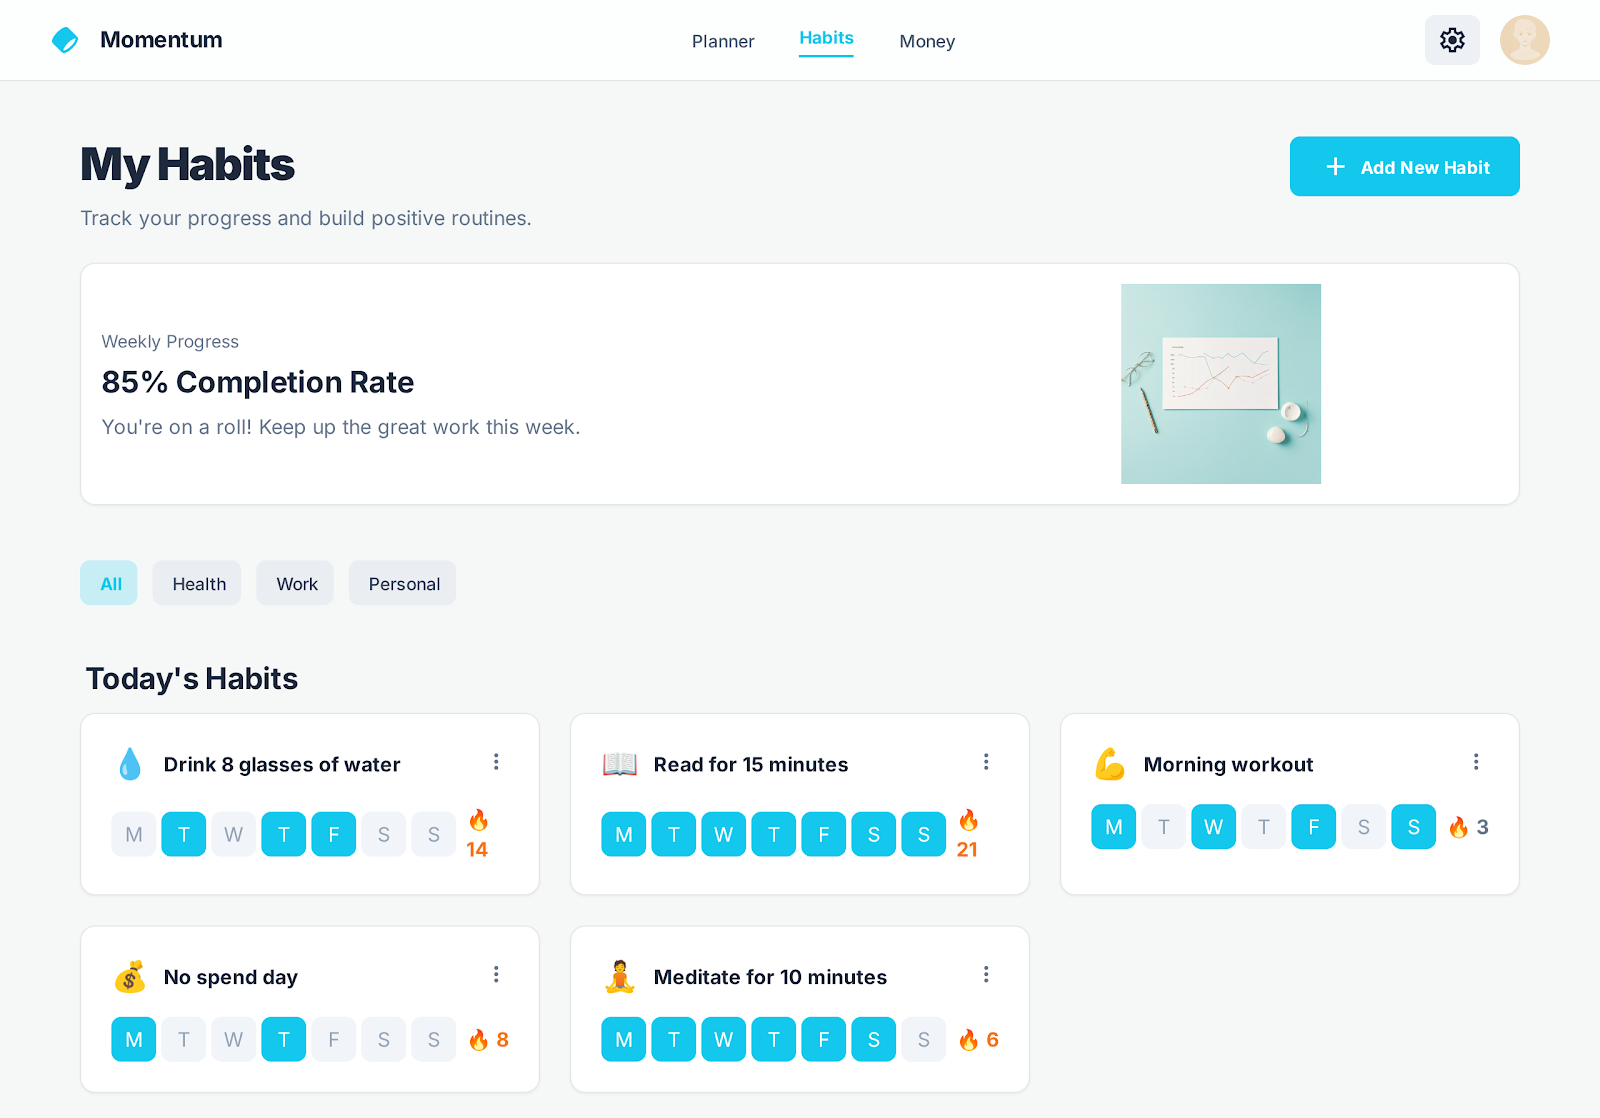 Momentum
Planner Habits Money
My Habits
+ Add New Habit
Track your progress and build positive routines.
Weekly Progress
85% Completion Rate
You're on a roll! Keep up the great work this week.
All Health Work Personal
Today's Habits
Drink 8 glasses of water
M T W T F S S 🔥
14
Read for 15 minutes
M T W T F S S 🔥
21
Morning workout
M T W T F S S 🔥 3
No spend day
M T W T F S S 🔥 8
Meditate for 10 minutes
M T W T F S S 🔥 6